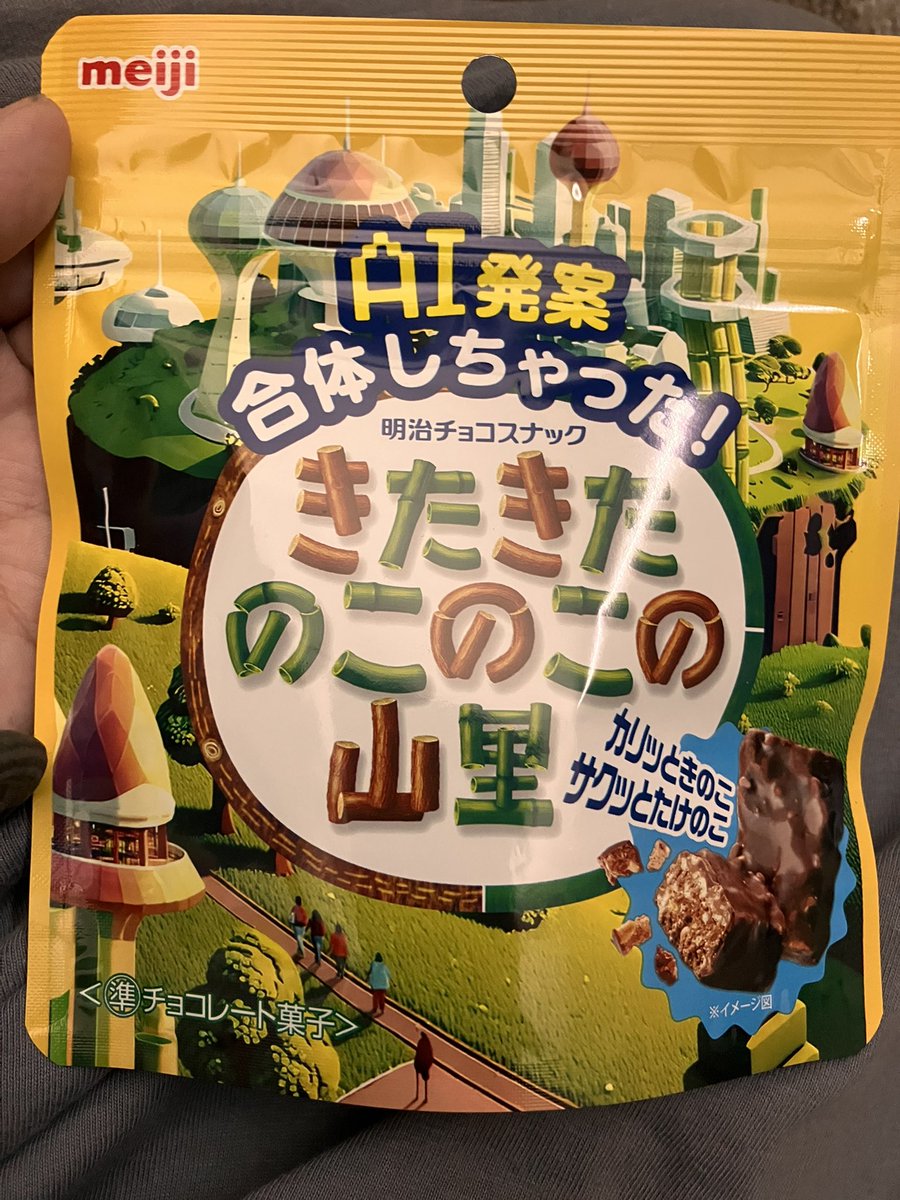 meiji
AI発案
合体しちゃった!
明治チョコスナック
きたきた
のこのこの
山里
カリッときのこ
サクッとたけのこ
※イメージ図
<準チョコレート菓子>